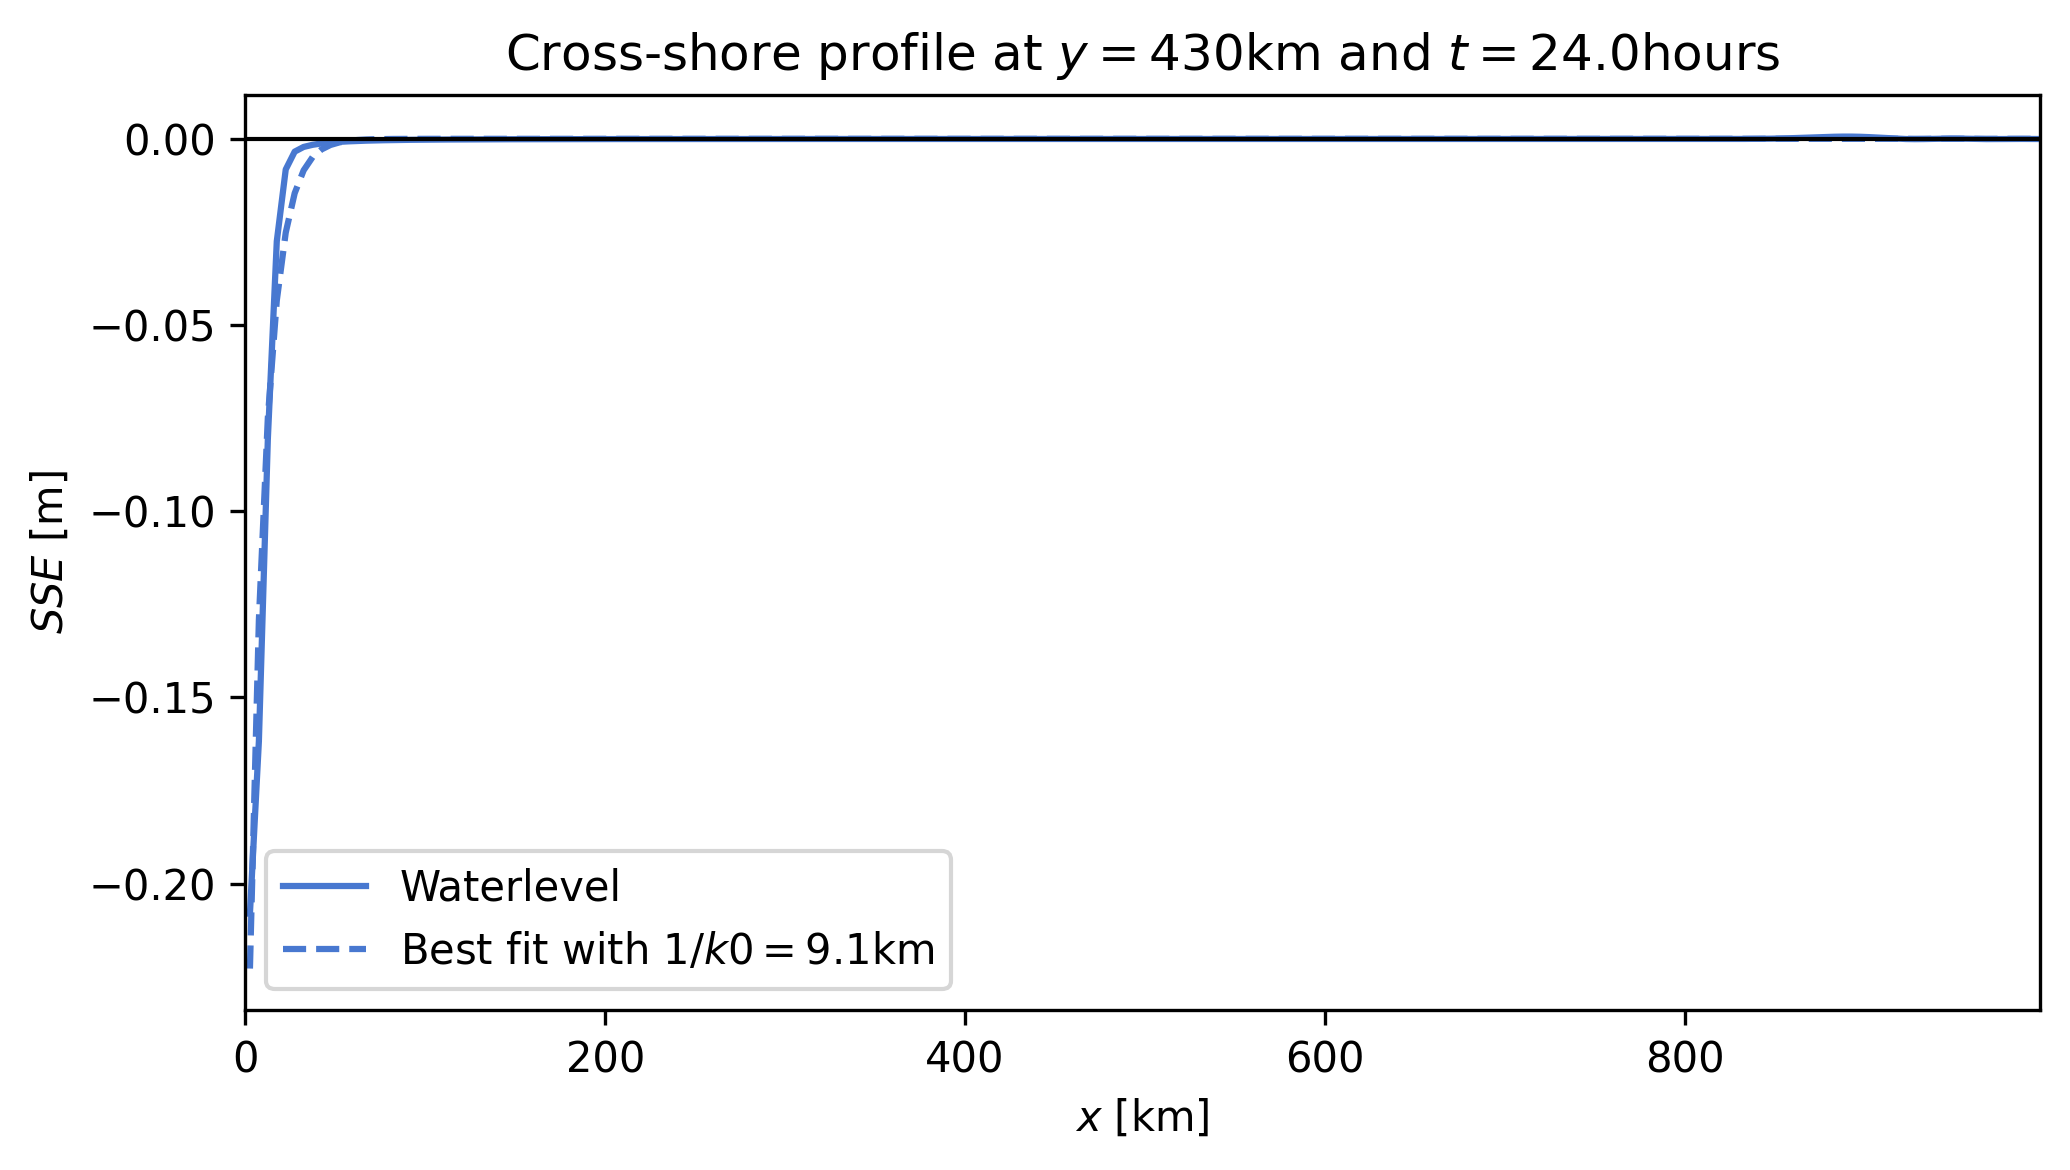 Cross-shore profile at y = 430km and t = 24.0hours
0.00
−0.05
−0.10
−0.15
−0.20
SSE [m]
Waterlevel
Best fit with 1/k0 = 9.1km
0
200
400
600
800
x [km]